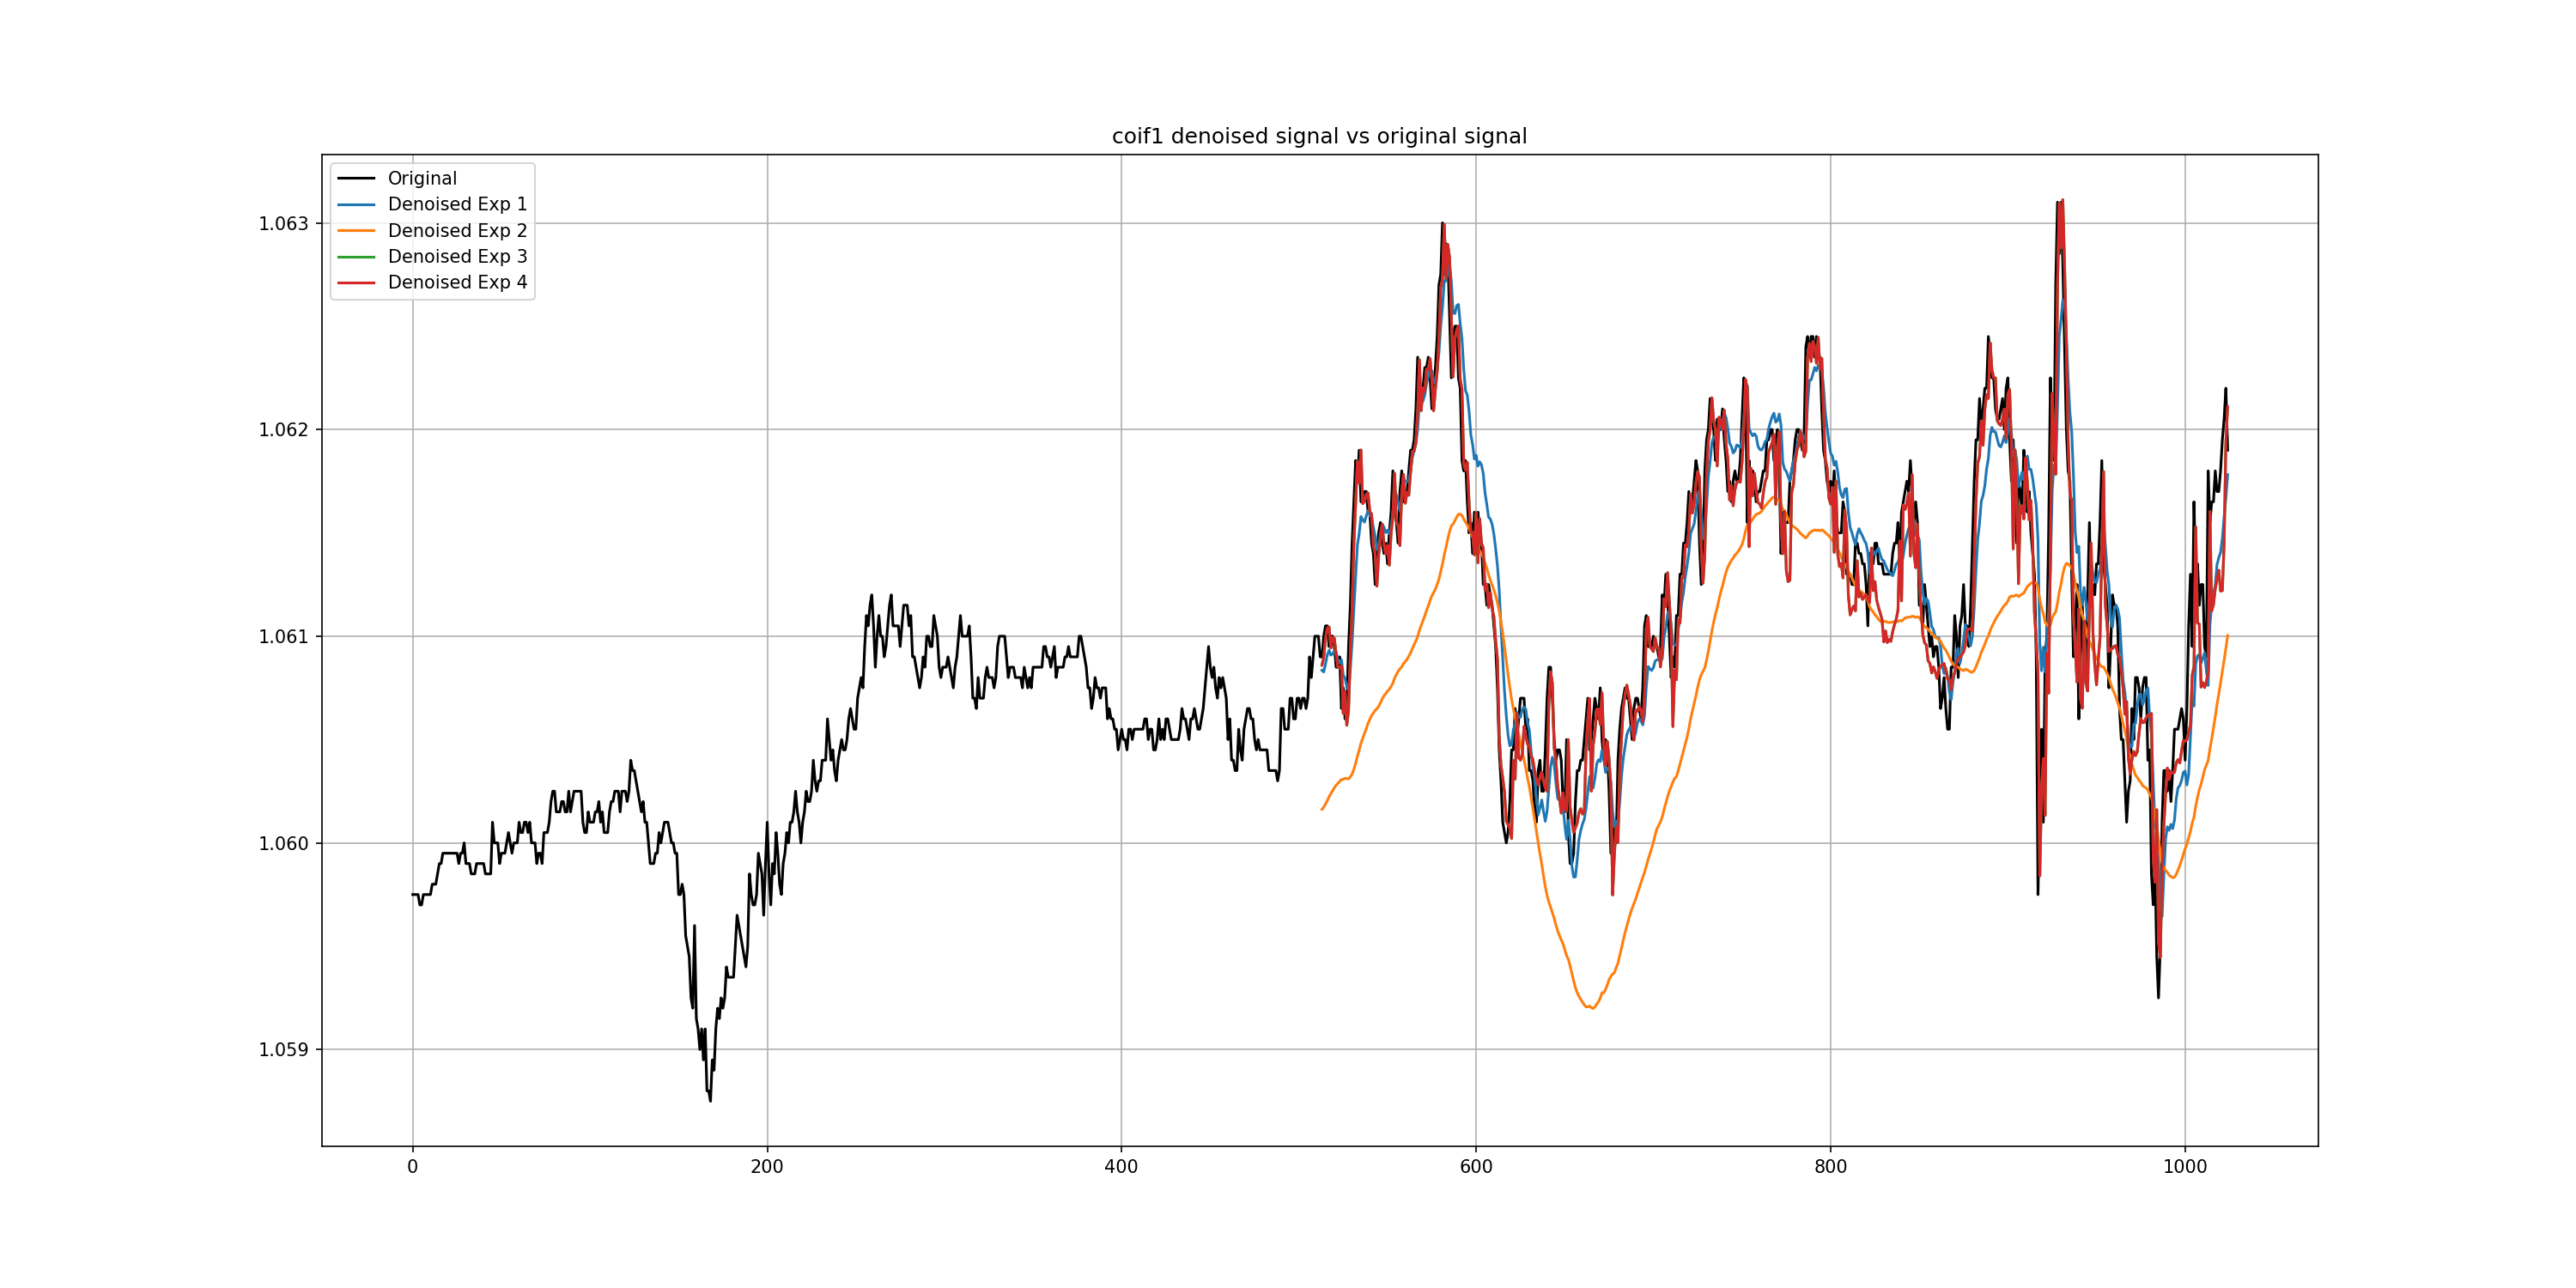 coif1 denoised signal vs original signal
Original
Denoised Exp 1
Denoised Exp 2
Denoised Exp 3
Denoised Exp 4
1.063
1.062
1.061
1.060
1.059
0 200 400 600 800 1000